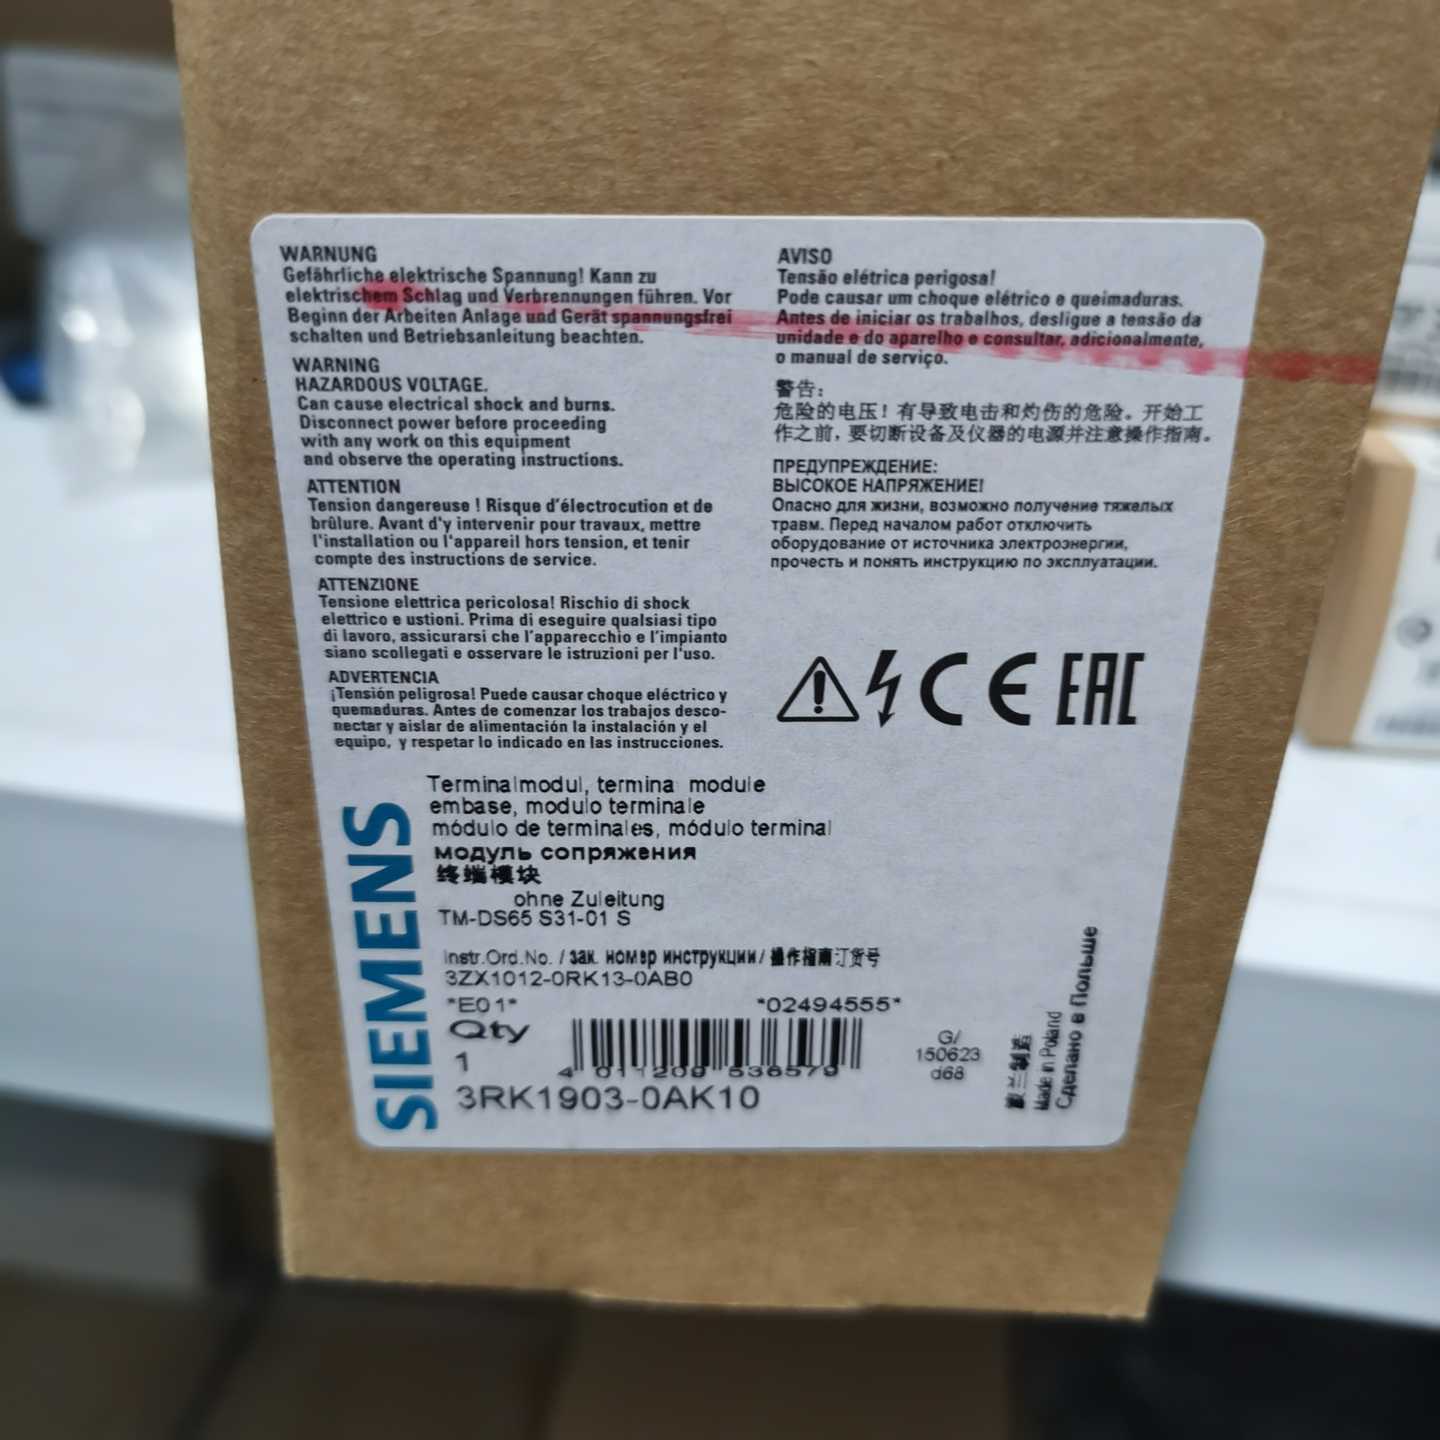 WARNUNG
Gefährliche elektrische Spannung! Kann zu
elektrischem Schlag und Verbrennungen führen. Vor
Beginn der Arbeiten Anlage und Gerät spannungsfrei
schalten und Betriebsanleitung beachten.
WARNING
HAZARDOUS VOLTAGE.
Can cause electrical shock and burns.
Disconnect power before proceeding
with any work on this equipment
and observe the operating instructions.
ATTENTION
Tension dangereuse ! Risque d'électrocution et de
brûlure. Avant d'y intervenir pour travaux, mettre
l'installation ou l'appareil hors tension, et tenir
compte des instructions de service.
ATTENZIONE
Tensione elettrica pericolosa! Rischio di shock
elettrico e ustioni. Prima di eseguire qualsiasi tipo
di lavoro, assicurarsi che l'apparecchio e l'impianto
siano scollegati e osservare le istruzioni per l'uso.
ADVERTENCIA
¡Tensión peligrosa! Puede causar choque eléctrico y
quemaduras. Antes de comenzar los trabajos desco-
nectar y aislar de alimentación la instalación y el
equipo, y respetar lo indicado en las instrucciones.
AVISO
Tensão elétrica perigosa!
Pode causar um choque elétrico e queimaduras.
Antes de iniciar os trabalhos, desligue a tensão da
unidade e do aparelho e consultar, adicionalmente,
o manual de serviço.
警告：
危险的电压！有导致电击和灼伤的危险。开始工
作之前，要切断设备及仪器的电源并注意操作指南。
ПРЕДУПРЕЖДЕНИЕ:
ВЫСОКОЕ НАПРЯЖЕНИЕ!
Опасно для жизни, возможно получение тяжелых
травм. Перед началом работ отключить
оборудование от источника электроэнергии,
прочесть и понять инструкцию по эксплуатации.
CE EAC
SIEMENS
Terminalmodul, termina module
embase, modulo terminale
módulo de terminales, módulo terminal
модуль сопряжения
终端模块
ohne Zuleitung
TM-DS65 S31-01 S
Instr.Ord.No. / зак. номер инструкции / 操作指南订货号
3ZX1012-0RK13-0AB0
*E01* *02494555*
Qty
1
4 011209 536579
3RK1903-0AK10
G/
150623
d68
波兰制造
Made in Poland
Сделано в Польше